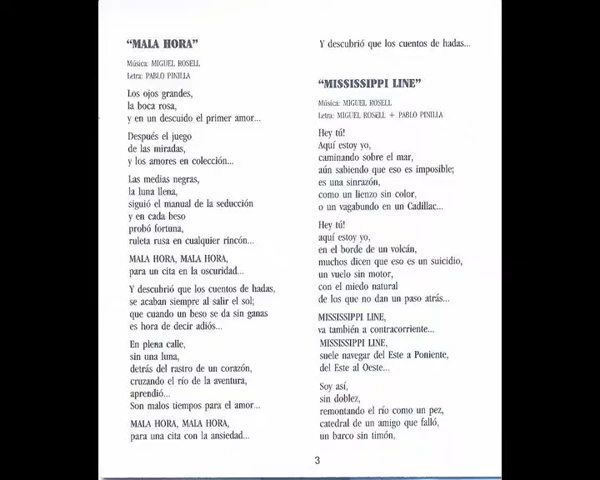 “MALA HORA”
Música: MIGUEL ROSELL
Letra: PABLO PINILLA
Los ojos grandes,
la boca rosa,
y en un descuido el primer amor...
Después el juego
de las miradas,
y los amores en colección...
Las medias negras,
la luna llena,
siguió el manual de la seducción
y en cada beso
probó fortuna,
ruleta rusa en cualquier rincón...
MALA HORA, MALA HORA,
para un cita en la oscuridad...
Y descubrió que los cuentos de hadas,
se acaban siempre al salir el sol;
que cuando un beso se da sin ganas
es hora de decir adiós...
En plena calle,
sin una luna,
detrás del rastro de un corazón,
cruzando el río de la aventura,
aprendió...
Son malos tiempos para el amor...
MALA HORA, MALA HORA,
para una cita con la ansiedad...
Y descubrió que los cuentos de hadas...
“MISSISSIPPI LINE”
Música: MIGUEL ROSELL
Letra: MIGUEL ROSELL + PABLO PINILLA
Hey tú!
Aquí estoy yo,
caminando sobre el mar,
aún sabiendo que eso es imposible;
es una sinrazón,
como un lienzo sin color,
o un vagabundo en un Cadillac...
Hey tú!
aquí estoy yo,
en el borde de un volcán,
muchos dicen que eso es un suicidio,
un vuelo sin motor,
con el miedo natural
de los que no dan un paso atrás...
MISSISSIPPI LINE,
va también a contracorriente...
MISSISSIPPI LINE,
suele navegar del Este a Poniente,
del Este al Oeste...
Soy así,
sin doblez,
remontando el río como un pez,
catedral de un amigo que falló,
un barco sin timón,
3